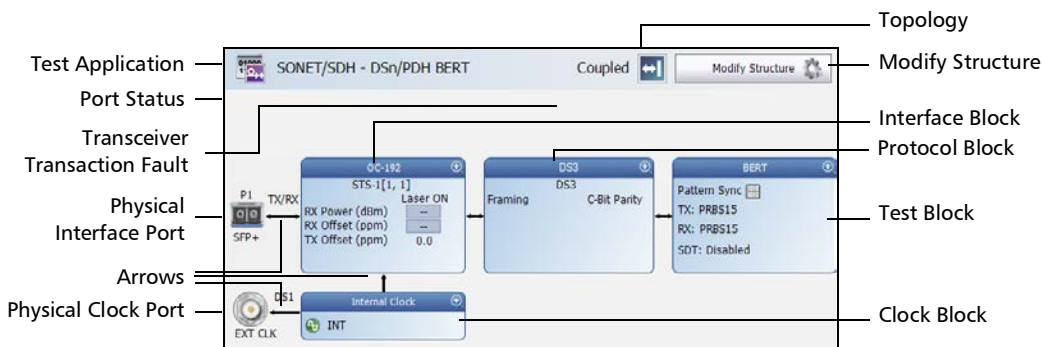 Topology
Test Application
SONET/SDH - DSn/PDH BERT
Coupled
Modify Structure
Modify Structure
Port Status
Transceiver
Transaction Fault
Interface Block
Protocol Block
OC-192
STS-1[1, 1]
Laser ON
RX Power (dBm) --
RX Offset (ppm) --
TX Offset (ppm) 0.0
DS3
DS3
Framing C-Bit Parity
BERT
Pattern Sync --
TX: PRBS15
RX: PRBS15
SDT: Disabled
P1
TX/RX
SFP+
Physical
Interface Port
Test Block
Arrows
Physical Clock Port
DS1
EXT CLK
Internal Clock
INT
Clock Block